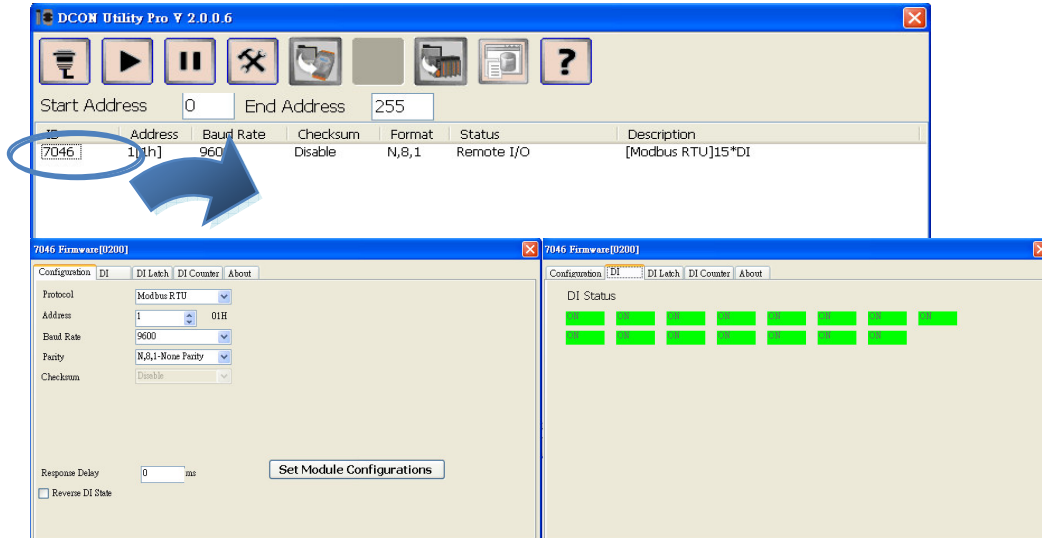 DCON Utility Pro V 2.0.0.6
Start Address 0 End Address 255
ID Address Baud Rate Checksum Format Status Description
7046 1[1h] 960 Disable N,8,1 Remote I/O [Modbus RTU]15*DI
7046 Firmware[0200]
Configuration DI DI Latch DI Counter About
Protocol Modbus RTU
Address 1 01H
Baud Rate 9600
Parity N,8,1-None Parity
Checksum Disable
Response Delay 0 ms Set Module Configurations
Reverse DI State
7046 Firmware[0200]
Configuration DI DI Latch DI Counter About
DI Status
ON ON ON ON ON ON ON ON
ON ON ON ON ON ON ON